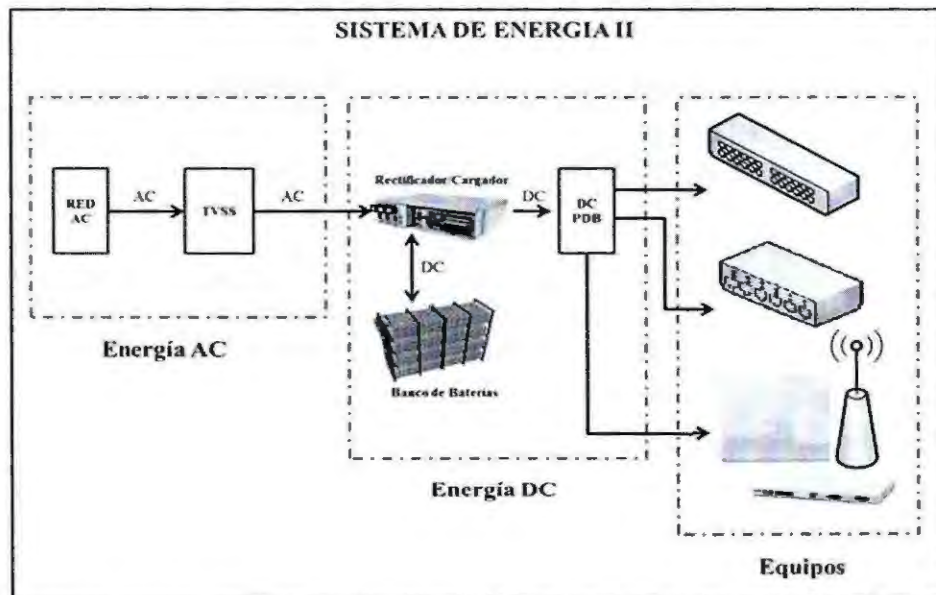 SISTEMA DE ENERGIA II
RED
AC
AC
TVSS
AC
Rectificador/Cargador
DC
DC
PDB
DC
Banco de Baterías
Energía AC
Energía DC
Equipos